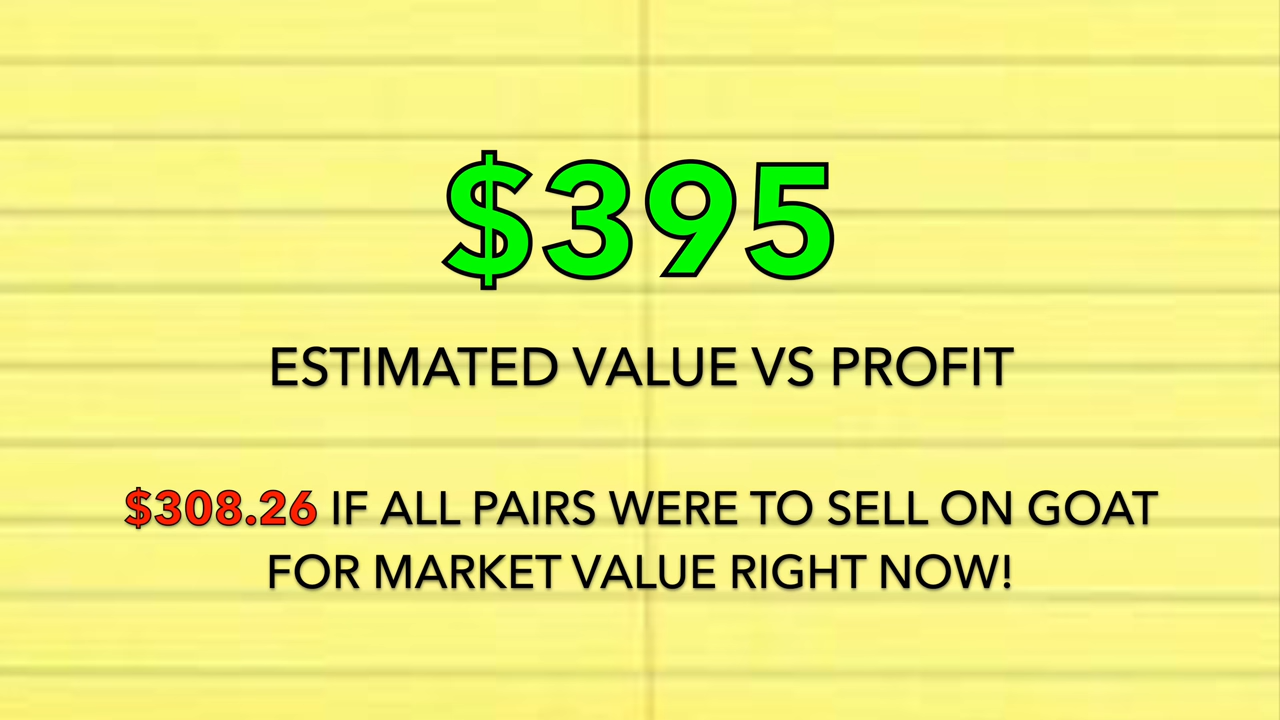 $395
ESTIMATED VALUE VS PROFIT
$308.26 IF ALL PAIRS WERE TO SELL ON GOAT
FOR MARKET VALUE RIGHT NOW!